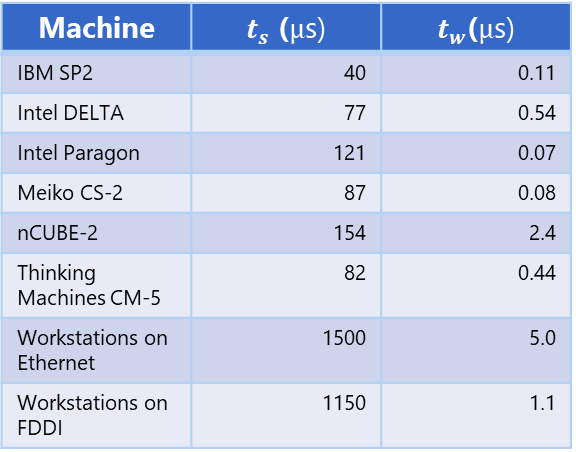 Machine t_s (μs) t_w(μs)
IBM SP2 40 0.11
Intel DELTA 77 0.54
Intel Paragon 121 0.07
Meiko CS-2 87 0.08
nCUBE-2 154 2.4
Thinking 82 0.44
Machines CM-5
Workstations on 1500 5.0
Ethernet
Workstations on 1150 1.1
FDDI